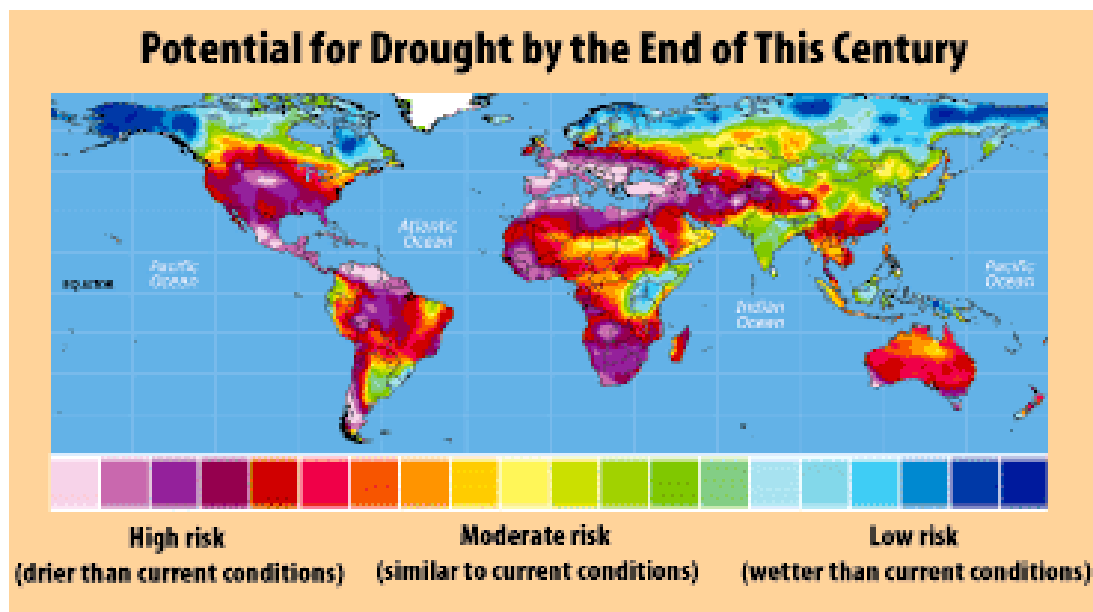 Potential for Drought by the End of This Century
Atlantic
Ocean
Pacific
Ocean
EQUATOR
Pacific
Ocean
Indian
Ocean
High risk
(drier than current conditions)
Moderate risk
(similar to current conditions)
Low risk
(wetter than current conditions)